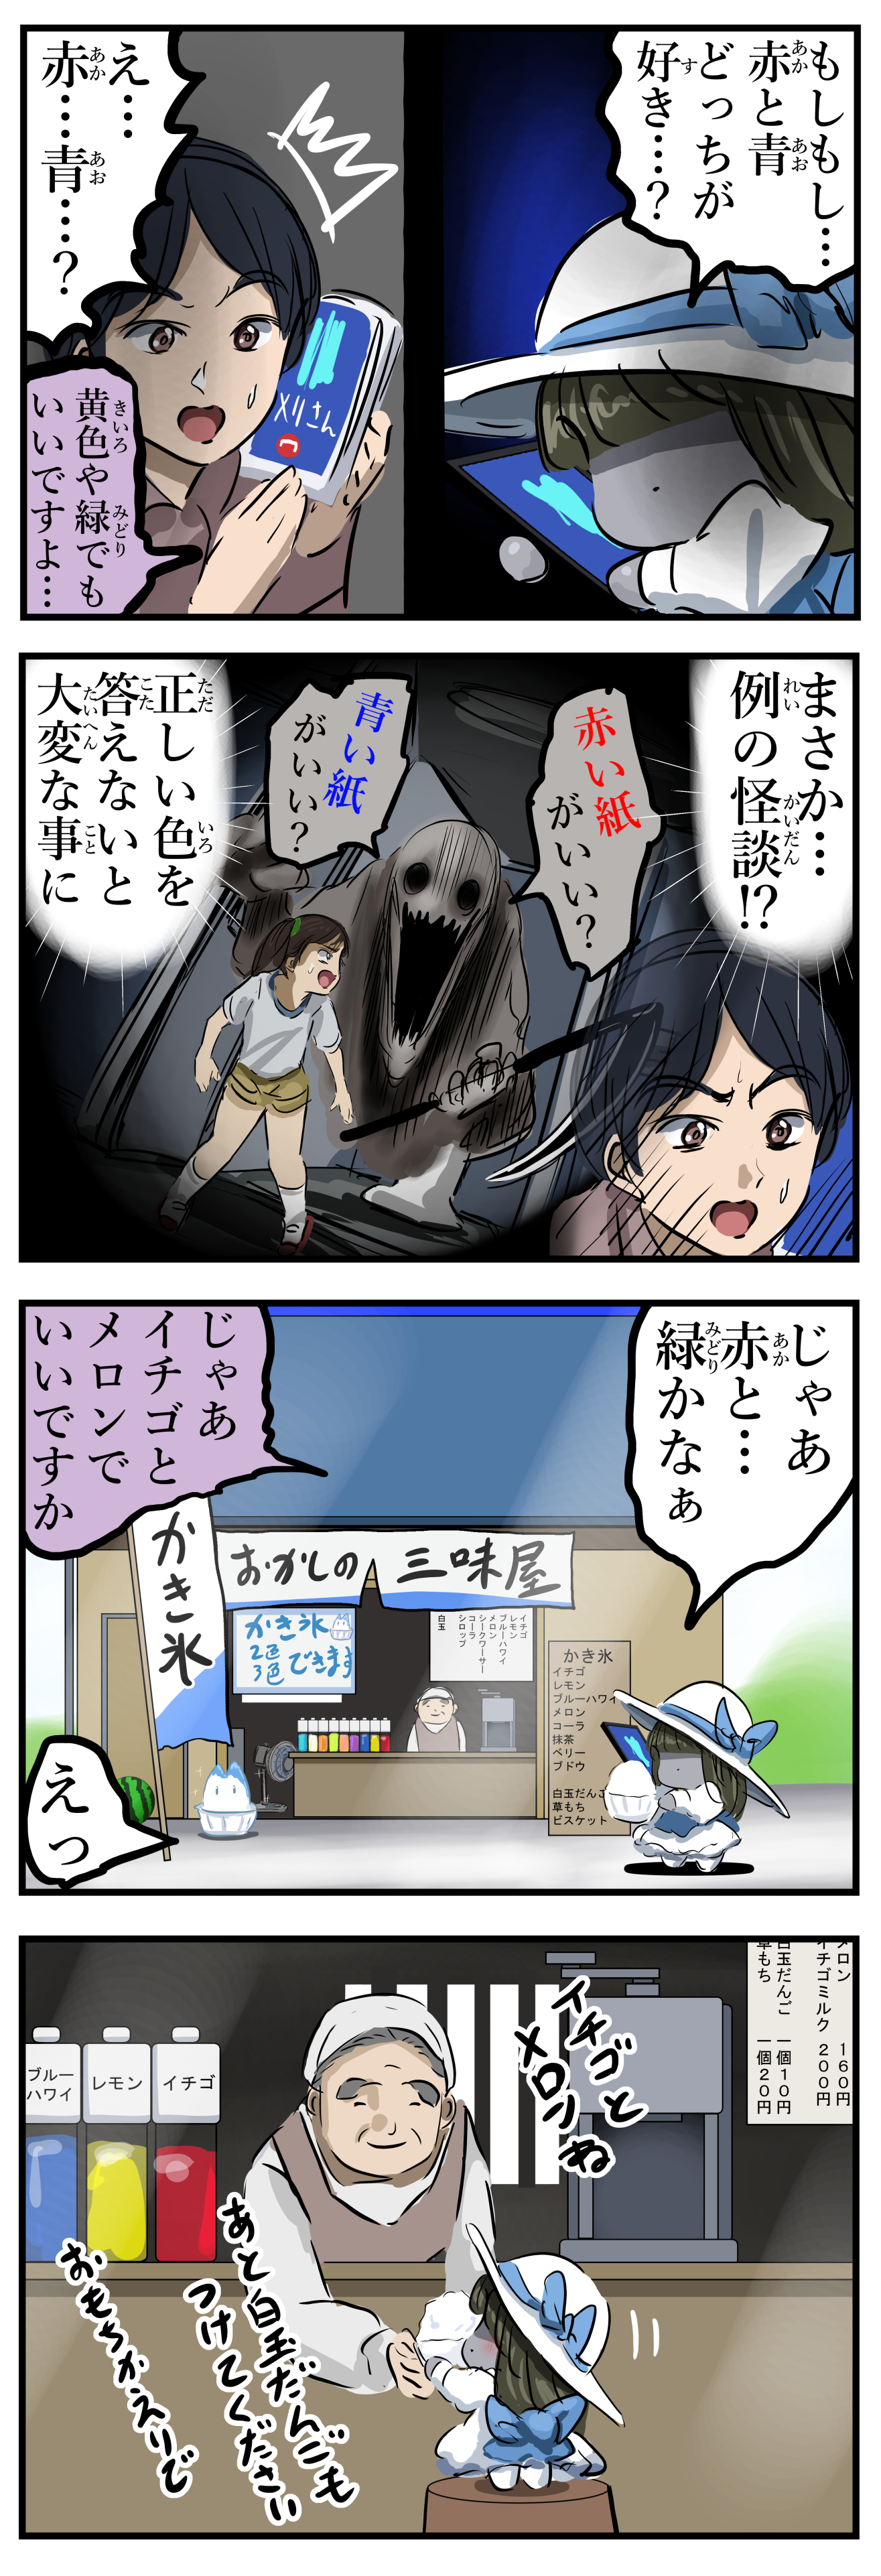 もしもし…
赤と青
どっちが
好き…？
え…
赤…青…？
メリさん
黄色や緑でも
いいですよ…
まさか…
例の怪談!?
赤い紙
がいい？
青い紙
がいい？
正しい色を
答えないと
大変な事に
じゃあ
赤と…
緑かなぁ
じゃあ
イチゴと
メロンで
いいですか
かき氷
おかしの 三味屋
かき氷
2色
3色
できます
イチゴ
レモン
ブルーハワイ
メロン
シークワーサー
コーラ
シロップ
白玉
かき氷
イチゴ
レモン
ブルーハワイ
メロン
コーラ
抹茶
ベリー
ブドウ
白玉だんご
草もち
ビスケット
えっ
メロン 160円
イチゴミルク 200円
白玉だんご 一個10円
草もち 一個20円
イチゴと
メロンね
ブルー
ハワイ
レモン
イチゴ
あと白玉だんごも
つけてください
おもちかえりで